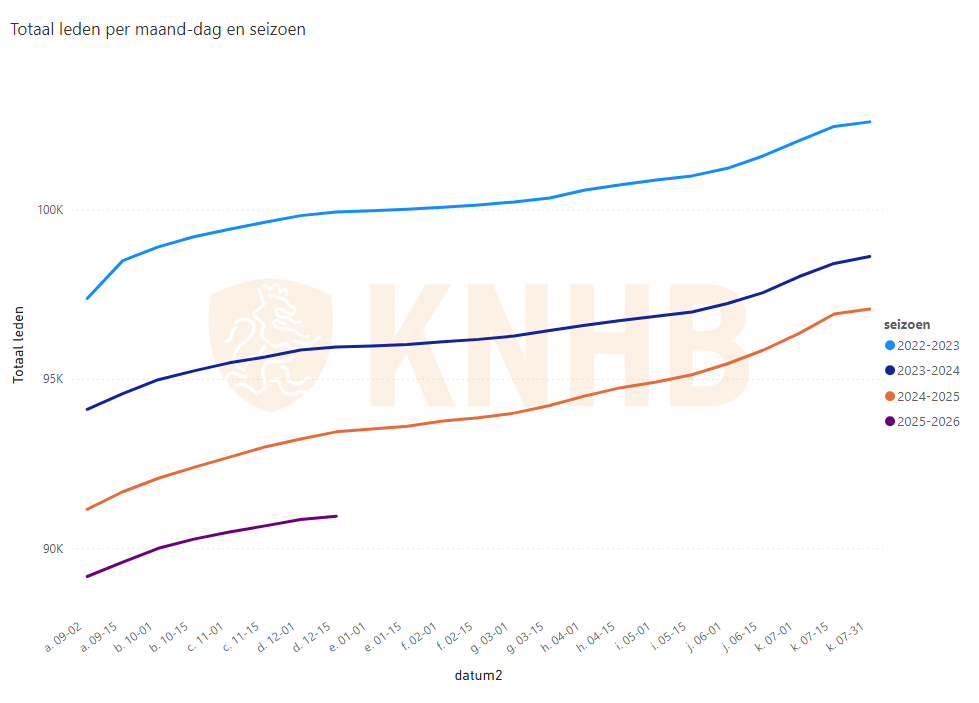 Totaal leden per maand-dag en seizoen
100K
95K
90K
Totaal leden
KNHB
seizoen
2022-2023
2023-2024
2024-2025
2025-2026
a. 09-02
a. 09-15
b. 10-01
b. 10-15
c. 11-01
c. 11-15
d. 12-01
d. 12-15
e. 01-01
e. 01-15
f. 02-01
f. 02-15
g. 03-01
g. 03-15
h. 04-01
h. 04-15
i. 05-01
i. 05-15
j. 06-01
j. 06-15
k. 07-01
k. 07-15
k. 07-31
datum2